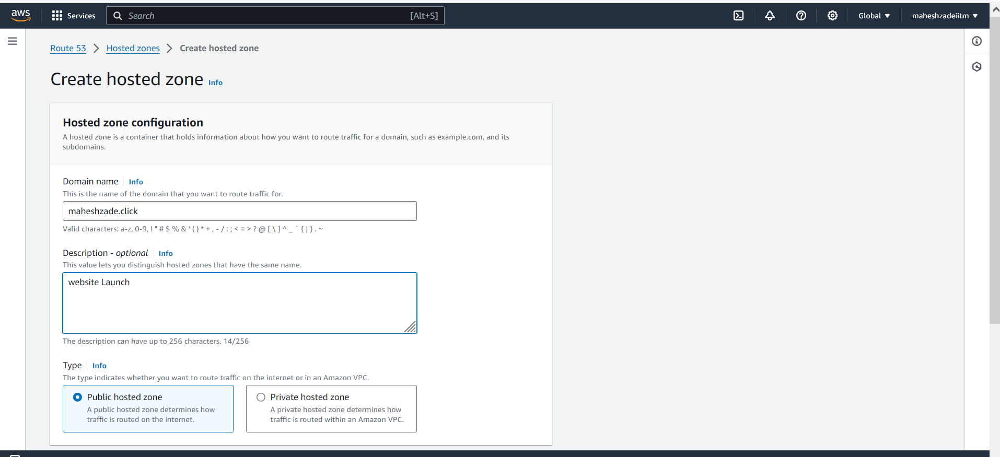 aws
Services
Search [Alt+S]
Global
maheshzadeiitm
Route 53 > Hosted zones > Create hosted zone
Create hosted zone Info
Hosted zone configuration
A hosted zone is a container that holds information about how you want to route traffic for a domain, such as example.com, and its
subdomains.
Domain name Info
This is the name of the domain that you want to route traffic for.
maheshzade.click
Valid characters: a-z, 0-9, ! " # $ % & ' ( ) * + , - / : ; < = > ? @ [ \ ] ^ _ ` { | } . ~
Description - optional Info
This value lets you distinguish hosted zones that have the same name.
website Launch
The description can have up to 256 characters. 14/256
Type Info
The type indicates whether you want to route traffic on the internet or in an Amazon VPC.
Public hosted zone
A public hosted zone determines how
traffic is routed on the internet.
Private hosted zone
A private hosted zone determines how
traffic is routed within an Amazon VPC.